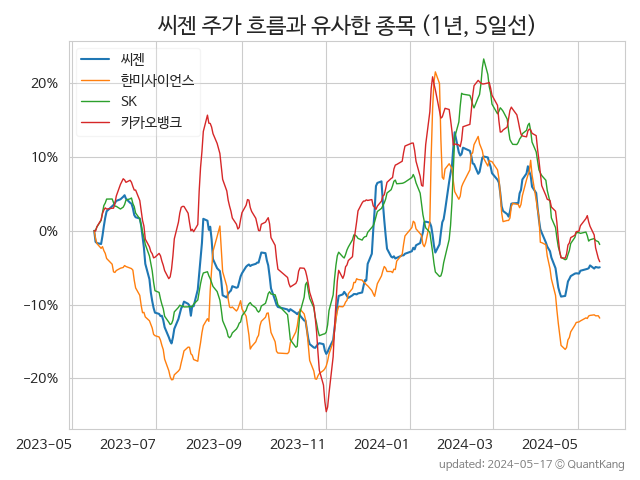 씨젠 주가 흐름과 유사한 종목 (1년, 5일선)
씨젠
한미사이언스
SK
카카오뱅크
20%
10%
0%
−10%
−20%
2023-05 2023-07 2023-09 2023-11 2024-01 2024-03 2024-05
updated: 2024-05-17 © QuantKang